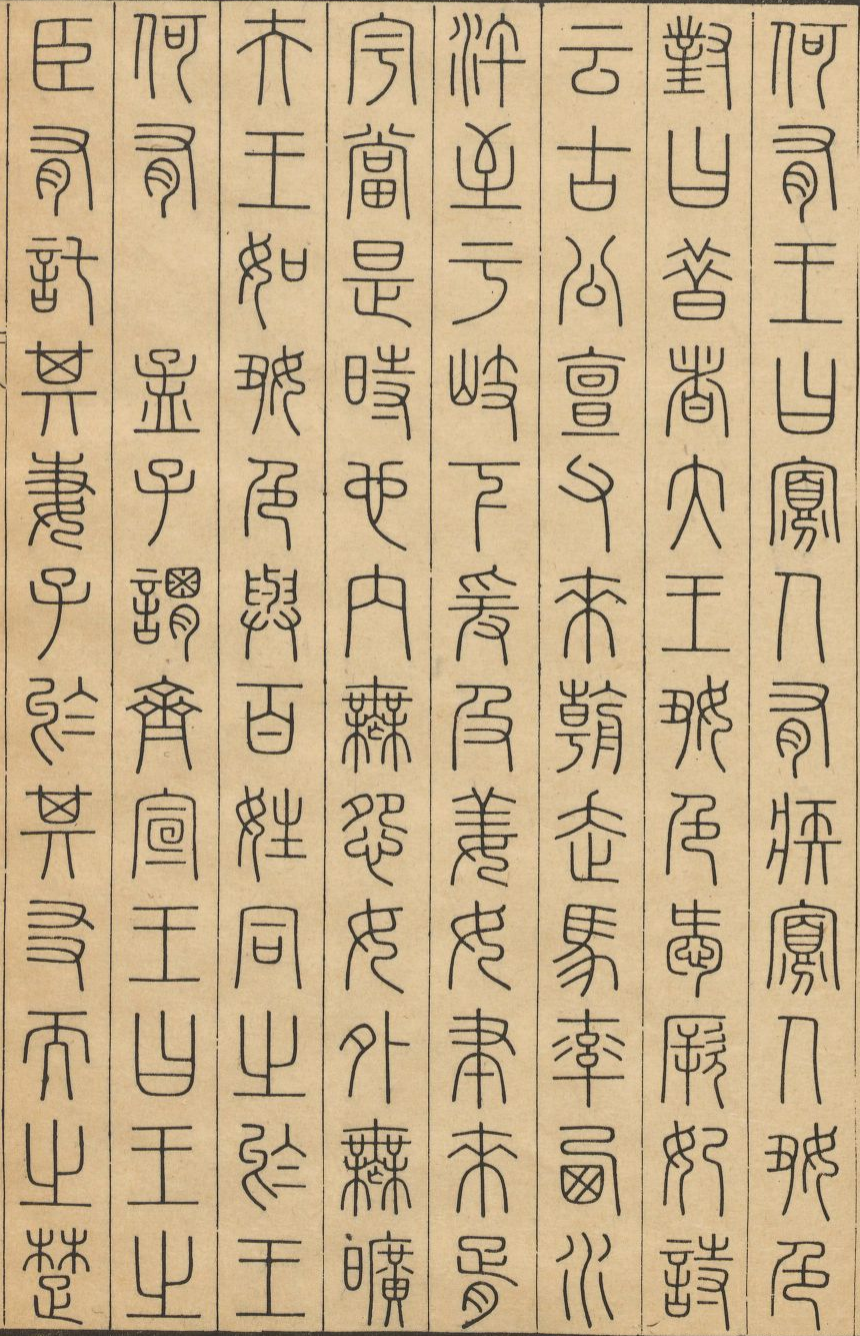 何有王曰寡人有疾寡人好色
對曰昔者大王好色愛厥妃詩
云古公亶父來朝走馬率西水
滸至于岐下爰及姜女聿來胥
宇當是時也內無怨女外無曠
夫王如好色與百姓同之於王
何有　孟子謂齊宣王曰王之
臣有託其妻子於其友而之楚